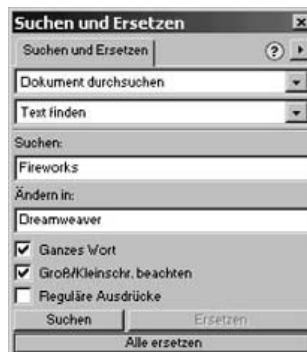 Suchen und Ersetzen
Suchen und Ersetzen
Dokument durchsuchen
Text finden
Suchen:
Fireworks
Ändern in:
Dreamweaver
Ganzes Wort
Groß/Kleinschr. beachten
Reguläre Ausdrücke
Suchen Ersetzen
Alle ersetzen